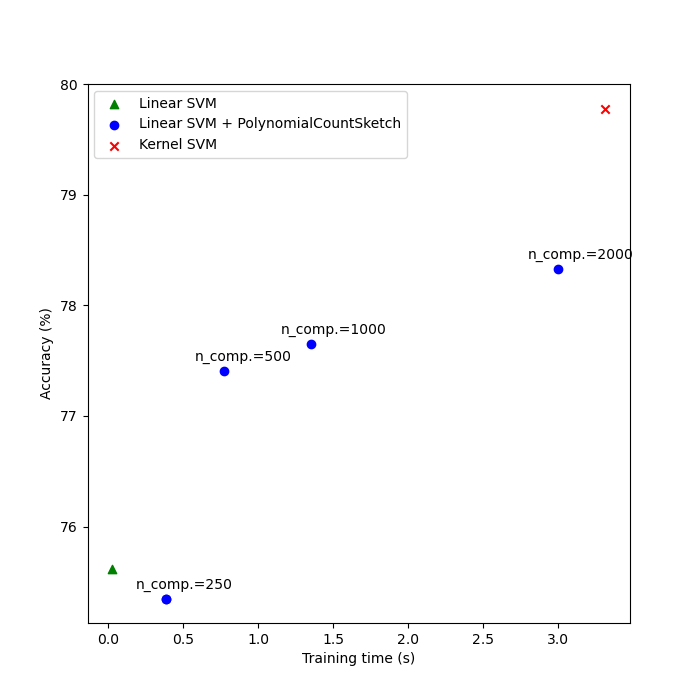 80
79
78
77
76
Accuracy (%)
Linear SVM
Linear SVM + PolynomialCountSketch
Kernel SVM
n_comp.=2000
n_comp.=1000
n_comp.=500
n_comp.=250
0.0 0.5 1.0 1.5 2.0 2.5 3.0
Training time (s)